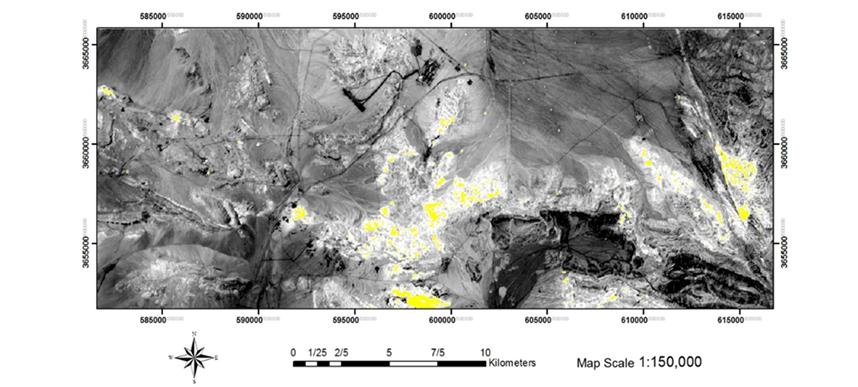 585000 590000 595000 600000 605000 610000 615000
3665000 3665000
3660000 3660000
3655000 3655000
585000 590000 595000 600000 605000 610000 615000
N
W E
S
0 1/25 2/5 5 7/5 10
Kilometers
Map Scale 1:150,000